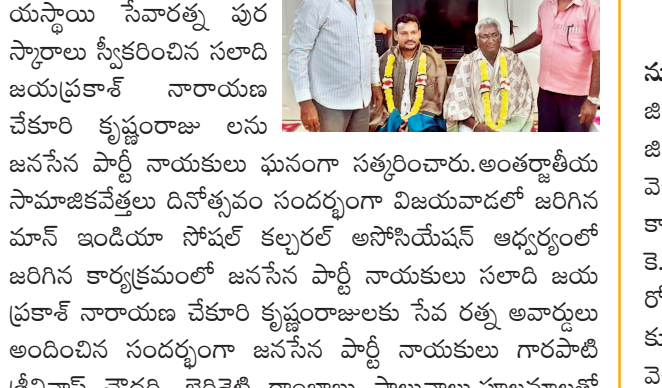 యస్థాయి సేవారత్న పుర
స్కారాలు స్వీకరించిన సలాది
జయప్రకాశ్ నారాయణ
చేకూరి కృష్ణంరాజు లను
జనసేన పార్టీ నాయకులు ఘనంగా సత్కరించారు.అంతర్జాతీయ
సామాజికవేత్తలు దినోత్సవం సందర్భంగా విజయవాడలో జరిగిన
మాన్ ఇండియా సోషల్ కల్చరల్ అసోసియేషన్ ఆధ్వర్యంలో
జరిగిన కార్యక్రమంలో జనసేన పార్టీ నాయకులు సలాది జయ
ప్రకాశ్ నారాయణ చేకూరి కృష్ణంరాజులకు సేవ రత్న అవార్డులు
అందించిన సందర్భంగా జనసేన పార్టీ నాయకులు గారపాటి
జి
జి
వె
కా
కె.
రో
కు